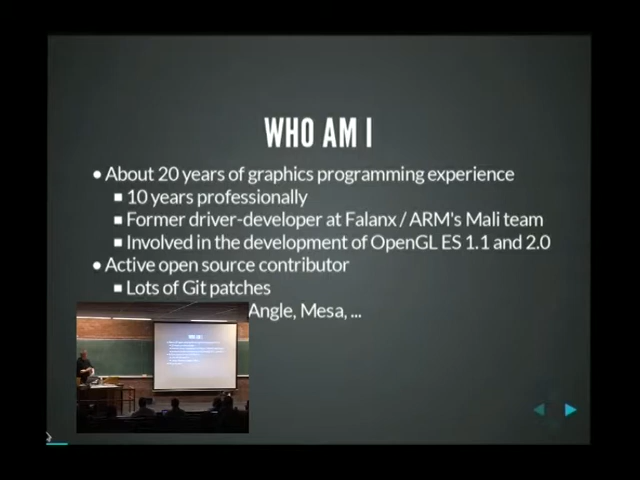 WHO AM I
• About 20 years of graphics programming experience
▪ 10 years professionally
▪ Former driver-developer at Falanx / ARM's Mali team
▪ Involved in the development of OpenGL ES 1.1 and 2.0
• Active open source contributor
▪ Lots of Git patches
Angle, Mesa, ...